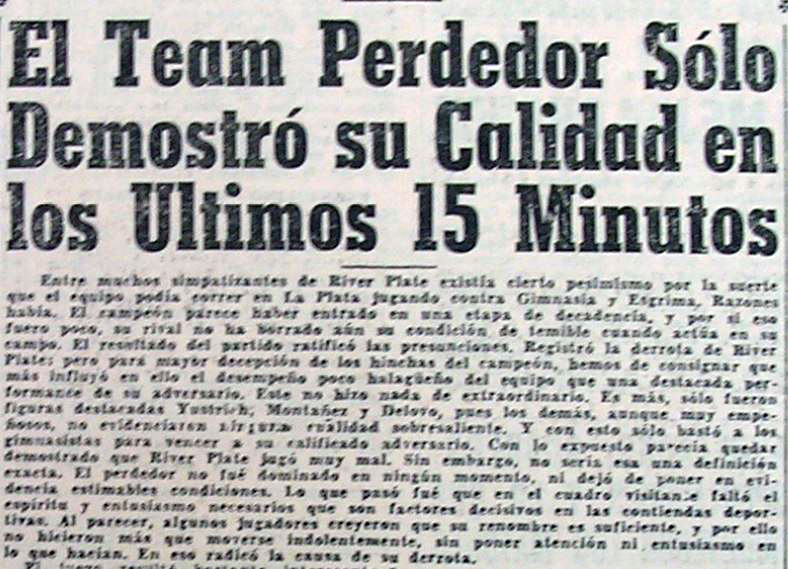 El Team Perdedor Sólo
Demostró su Calidad en
los Ultimos 15 Minutos
Entre muchos simpatizantes de River Plate existía cierto pesimismo por la suerte
que el equipo podía correr en La Plata jugando contra Gimnasia y Esgrima. Razones
había. El campeón parece haber entrado en una etapa de decadencia, y por si eso
fuero poco, su rival no ha borrado aún su condición de temible cuando actúa en su
campo. El resultado del partido ratificó las presunciones. Registró la derrota de River
Plate; pero para mayor decepción de los hinchas del campeón, hemos de consignar que
más influyó en ello el desempeño poco halagüeño del equipo que una destacada per-
formance de su adversario. Este no hizo nada de extraordinario. Es más, sólo fueron
figuras destacadas Yustrich; Montañez y Delovo, pues los demás, aunque muy empe-
ñosos, no evidenciaron ninguna cualidad sobresaliente. Y con esto sólo bastó a los
gimnasistas para vencer a su calificado adversario. Con lo expuesto parecía quedar
demostrado que River Plate jugó muy mal. Sin embargo, no sería esa una definición
exacta. El perdedor no fué dominado en ningún momento, ni dejó de poner en evi-
dencia estimables condiciones. Lo que pasó fué que en el cuadro visitante faltó el
espíritu y entusiasmo necesarios que son factores decisivos en las contiendas depor-
tivas. Al parecer, algunos jugadores creyeron que su renombre es suficiente, y por ello
no hicieron más que moverse indolentemente, sin poner atención ni entusiasmo en
lo que hacían. En eso radicó la causa de su derrota.